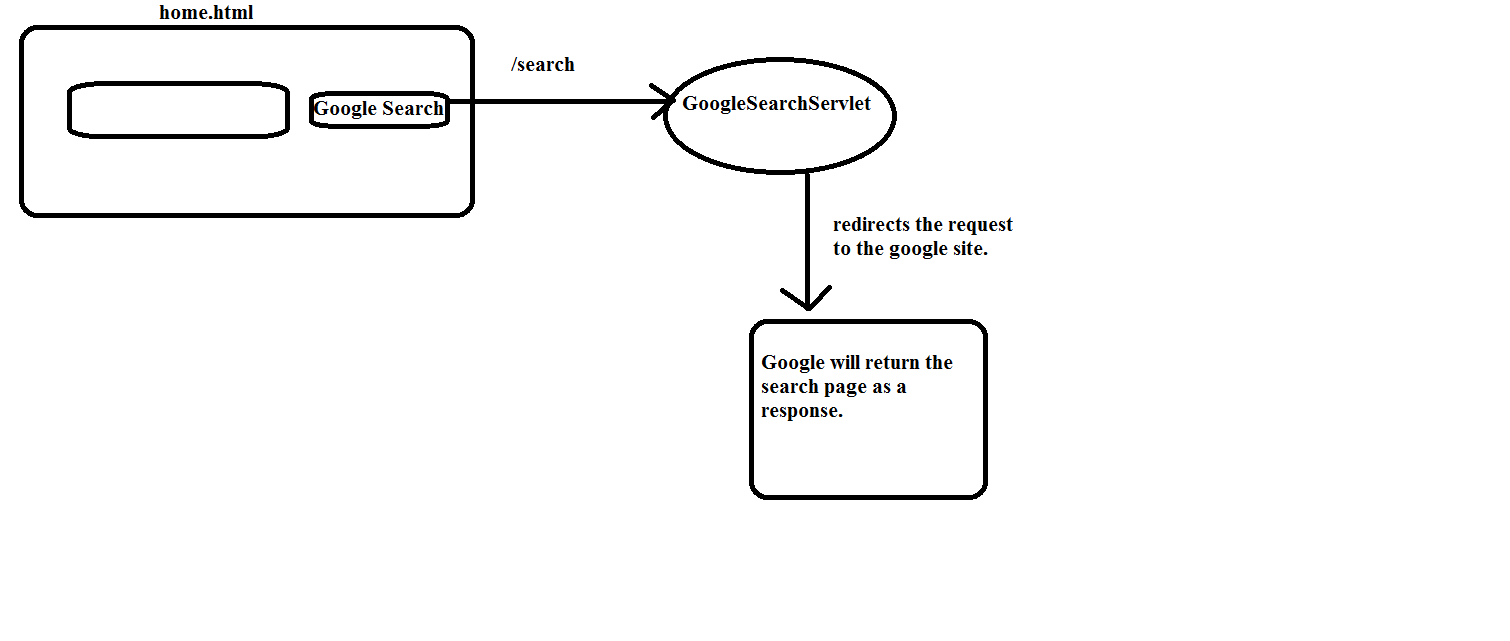 home.html
Google Search
/search
GoogleSearchServlet
redirects the request
to the google site.
Google will return the
search page as a
response.